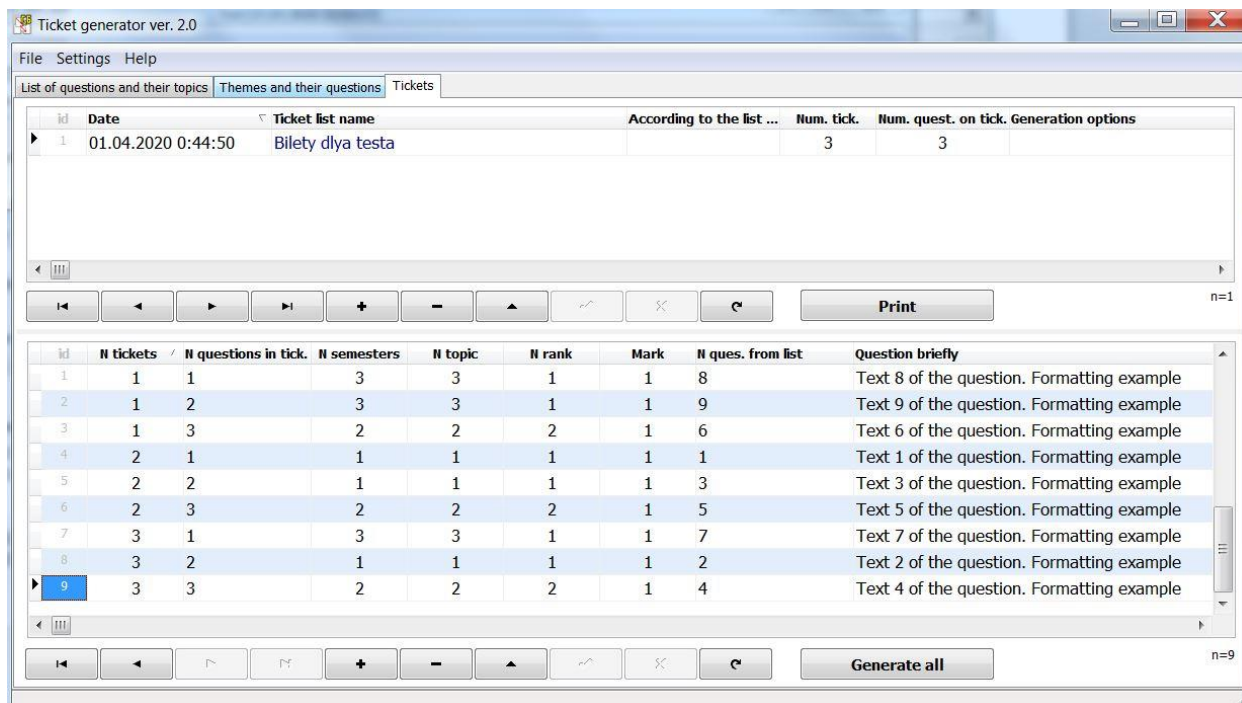 Ticket generator ver. 2.0
File Settings Help
List of questions and their topics Themes and their questions Tickets
id Date Ticket list name According to the list ... Num. tick. Num. quest. on tick. Generation options
1 01.04.2020 0:44:50 Bilety dlya testa 3 3
Print n=1
id N tickets N questions in tick. N semesters N topic N rank Mark N ques. from list Question briefly
1 1 1 3 3 1 1 8 Text 8 of the question. Formatting example
2 1 2 3 3 1 1 9 Text 9 of the question. Formatting example
3 1 3 2 2 2 1 6 Text 6 of the question. Formatting example
4 2 1 1 1 1 1 1 Text 1 of the question. Formatting example
5 2 2 1 1 1 1 3 Text 3 of the question. Formatting example
6 2 3 2 2 2 1 5 Text 5 of the question. Formatting example
7 3 1 3 3 1 1 7 Text 7 of the question. Formatting example
8 3 2 1 1 1 1 2 Text 2 of the question. Formatting example
9 3 3 2 2 2 1 4 Text 4 of the question. Formatting example
Generate all n=9